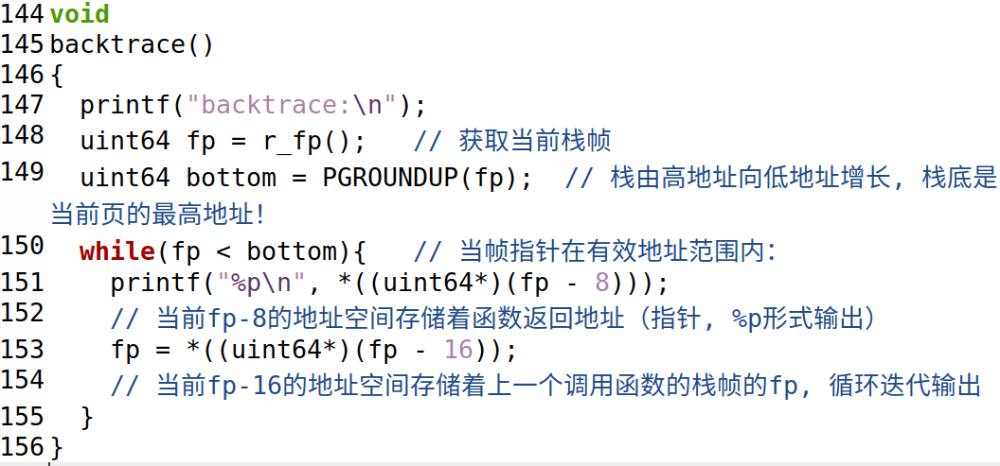 144 void
145 backtrace()
146 {
147   printf("backtrace:\n");
148   uint64 fp = r_fp();   // 获取当前栈帧
149   uint64 bottom = PGROUNDUP(fp);  // 栈由高地址向低地址增长, 栈底是
当前页的最高地址!
150   while(fp < bottom){   // 当帧指针在有效地址范围内:
151     printf("%p\n", *((uint64*)(fp - 8)));
152     // 当前fp-8的地址空间存储着函数返回地址（指针, %p形式输出）
153     fp = *((uint64*)(fp - 16));
154     // 当前fp-16的地址空间存储着上一个调用函数的栈帧的fp, 循环迭代输出
155   }
156 }